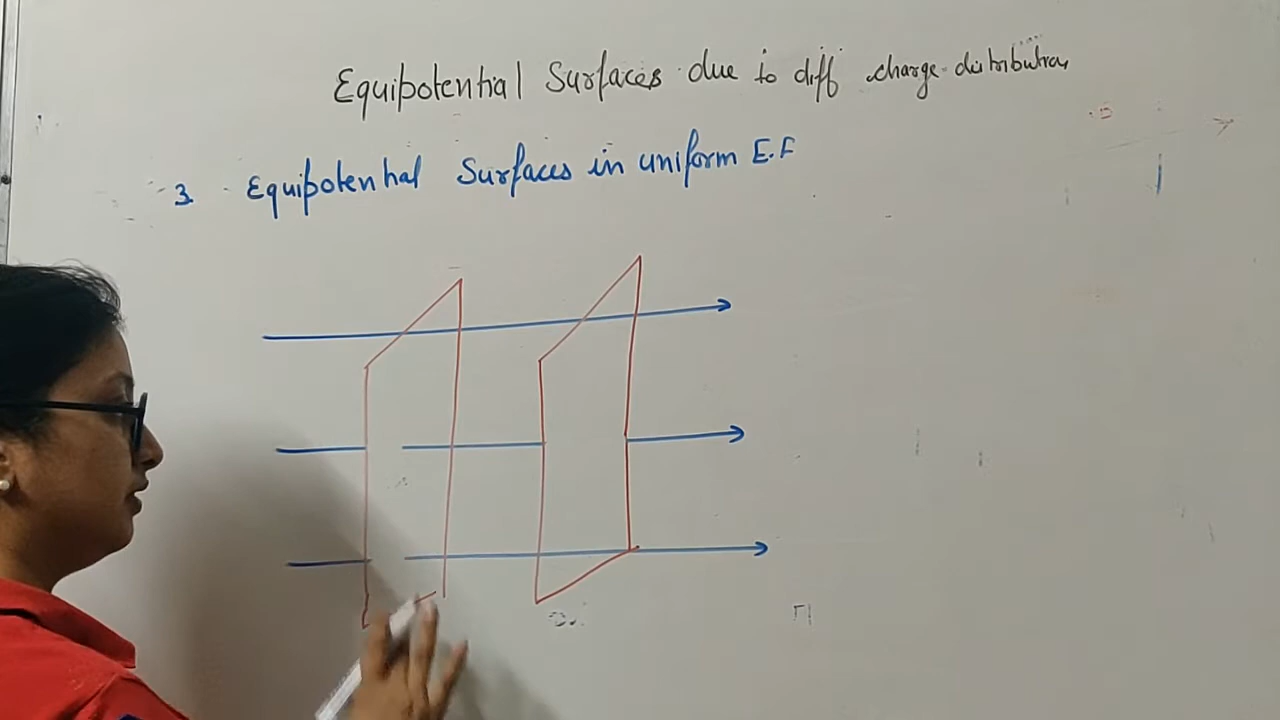 Equipotential Surfaces due to diff charge distribution
3. Equipotential Surfaces in uniform E.F